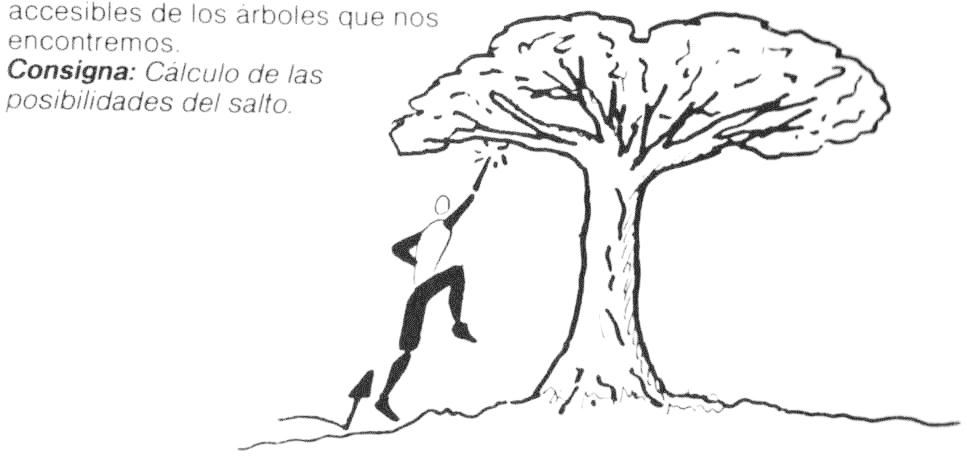 accesibles de los árboles que nos
encontremos.
Consigna: Cálculo de las
posibilidades del salto.